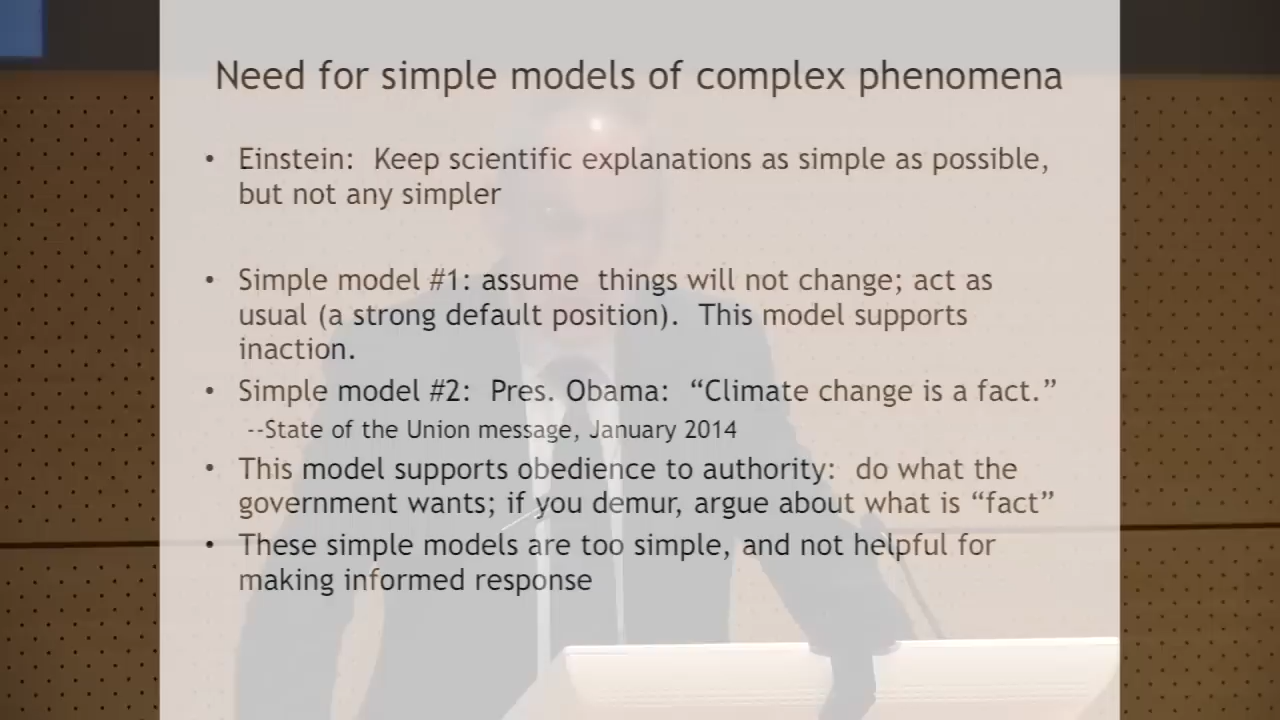 Need for simple models of complex phenomena
• Einstein:  Keep scientific explanations as simple as possible,
but not any simpler
• Simple model #1: assume  things will not change; act as
usual (a strong default position).  This model supports
inaction.
• Simple model #2:  Pres. Obama:  “Climate change is a fact.”
--State of the Union message, January 2014
• This model supports obedience to authority:  do what the
government wants; if you demur, argue about what is “fact”
• These simple models are too simple, and not helpful for
making informed response